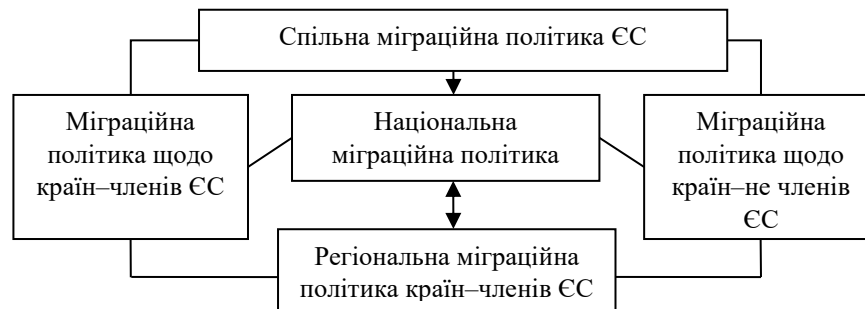 Спільна міграційна політика ЄС
Міграційна
політика щодо
країн–членів ЄС
Національна
міграційна політика
Міграційна
політика щодо
країн–не членів
ЄС
Регіональна міграційна
політика країн–членів ЄС